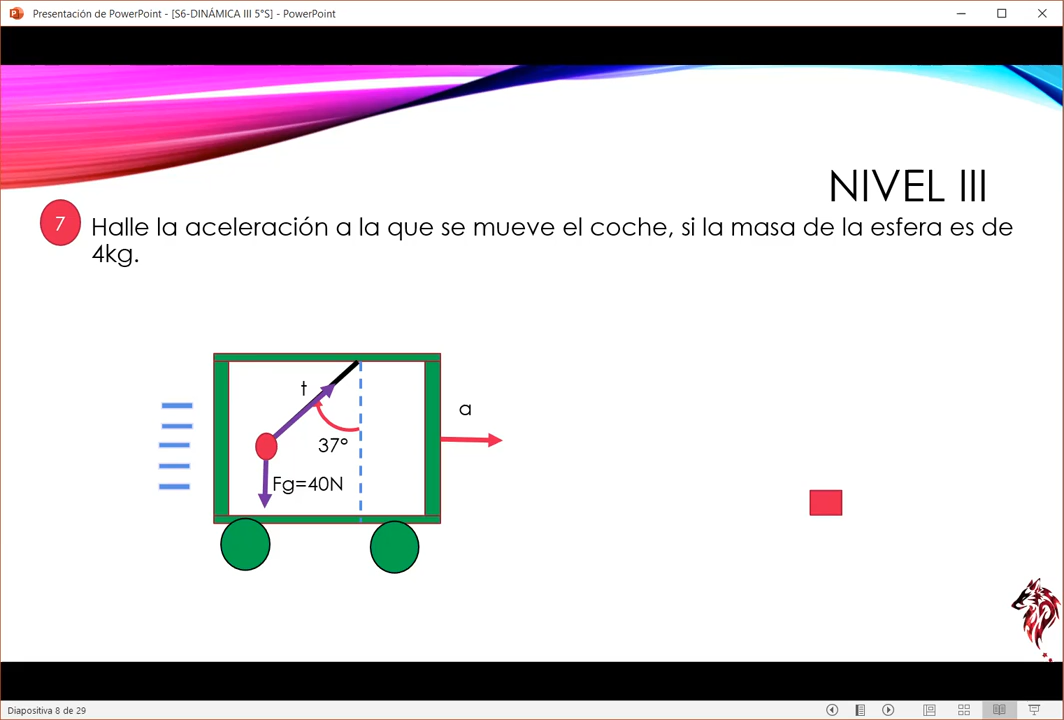 Presentación de PowerPoint - [S6-DINÁMICA III 5°S] - PowerPoint
NIVEL III
7
Halle la aceleración a la que se mueve el coche, si la masa de la esfera es de
4kg.
t
a
37°
Fg=40N
Diapositiva 8 de 29